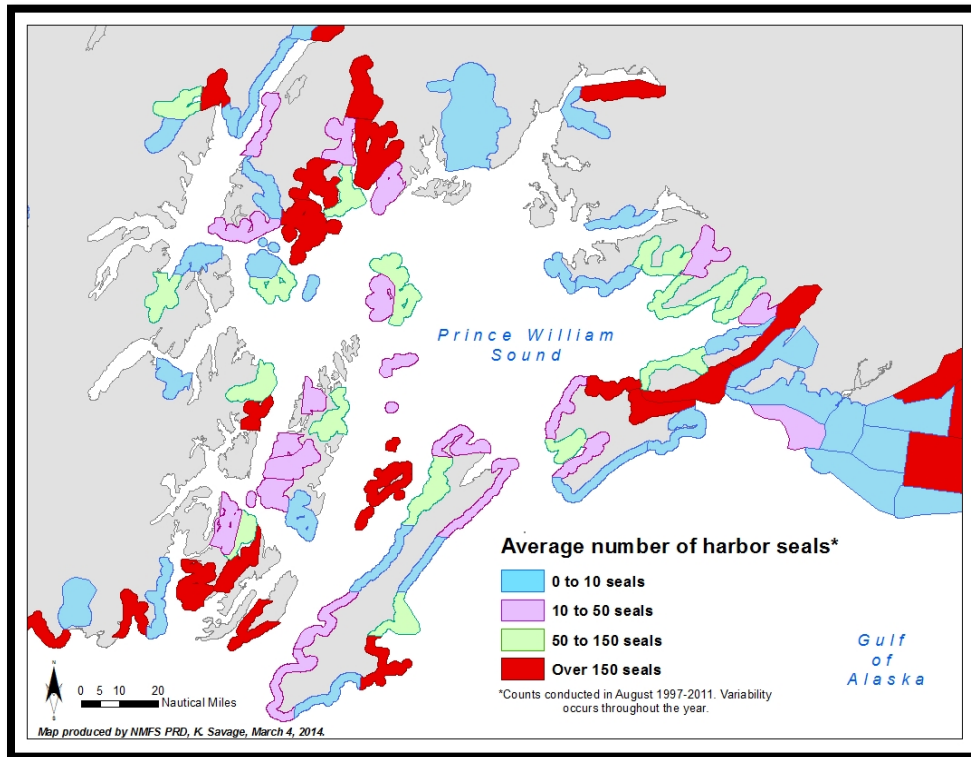 Prince William
Sound
Average number of harbor seals*
0 to 10 seals
10 to 50 seals
50 to 150 seals
Over 150 seals
*Counts conducted in August 1997-2011. Variability
occurs throughout the year.
Gulf
of
Alaska
N
0 5 10 20
Nautical Miles
Map produced by NMFS PRD, K. Savage, March 4, 2014.